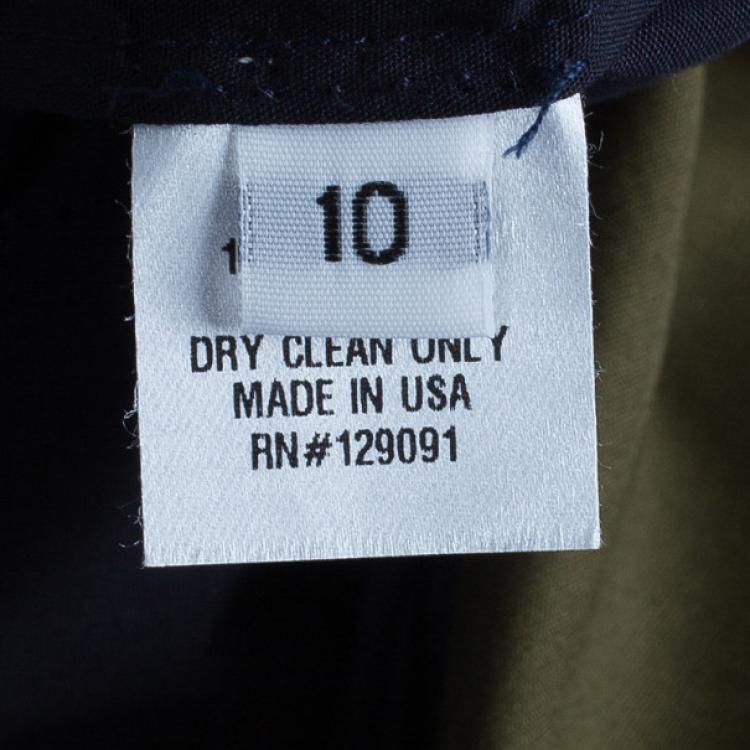 10
DRY CLEAN ONLY
MADE IN USA
RN#129091